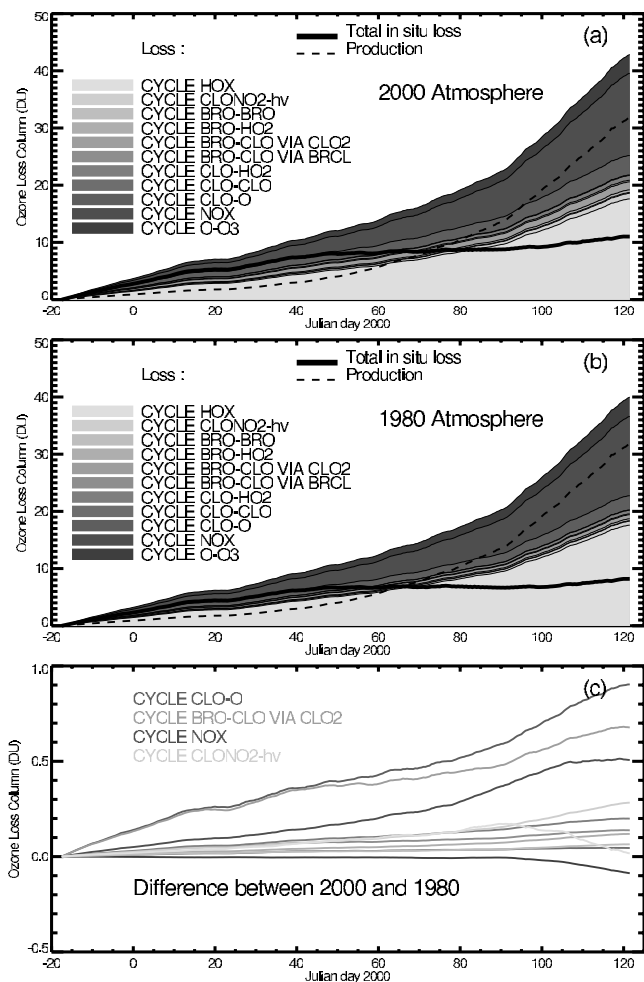 50
40
30
20
10
0
Ozone Loss Column (DU)
Loss :
Total in situ loss
Production
(a)
2000 Atmosphere
CYCLE HOX
CYCLE CLONO2-hv
CYCLE BRO-BRO
CYCLE BRO-HO2
CYCLE BRO-CLO VIA CLO2
CYCLE BRO-CLO VIA BRCL
CYCLE CLO-HO2
CYCLE CLO-CLO
CYCLE CLO-O
CYCLE NOX
CYCLE O-O3
-20 0 20 40 60 80 100 120
Julian day 2000
50
40
30
20
10
0
Ozone Loss Column (DU)
Loss :
Total in situ loss
Production
(b)
1980 Atmosphere
CYCLE HOX
CYCLE CLONO2-hv
CYCLE BRO-BRO
CYCLE BRO-HO2
CYCLE BRO-CLO VIA CLO2
CYCLE BRO-CLO VIA BRCL
CYCLE CLO-HO2
CYCLE CLO-CLO
CYCLE CLO-O
CYCLE NOX
CYCLE O-O3
-20 0 20 40 60 80 100 120
Julian day 2000
1.0
0.5
0.0
-0.5
Ozone Loss Column (DU)
(c)
CYCLE CLO-O
CYCLE BRO-CLO VIA CLO2
CYCLE NOX
CYCLE CLONO2-hv
Difference between 2000 and 1980
-20 0 20 40 60 80 100 120
Julian day 2000